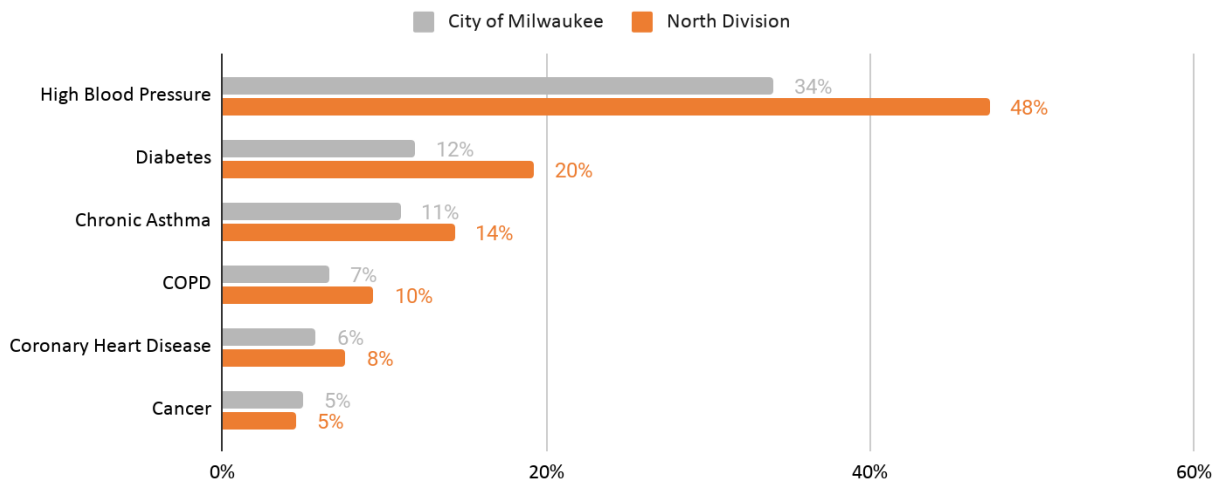 City of Milwaukee North Division
High Blood Pressure 34%
48%
Diabetes 12%
20%
Chronic Asthma 11%
14%
COPD 7%
10%
Coronary Heart Disease 6%
8%
Cancer 5%
5%
0% 20% 40% 60%